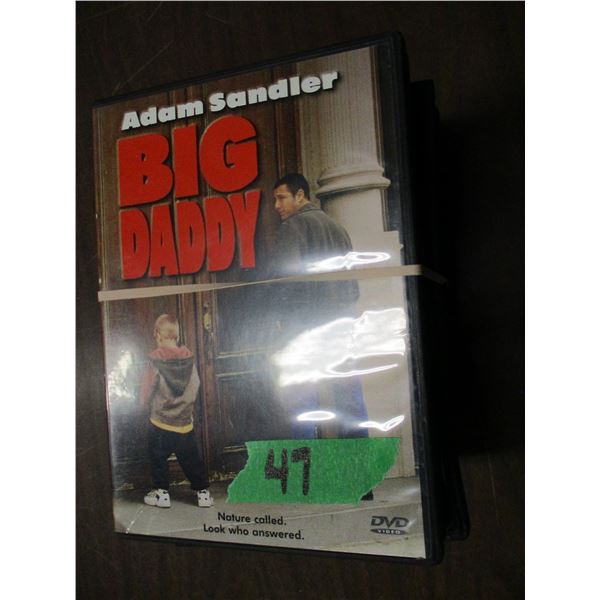 Adam Sandler
BIG
DADDY
47
Nature called.
Look who answered.
DVD
VIDEO